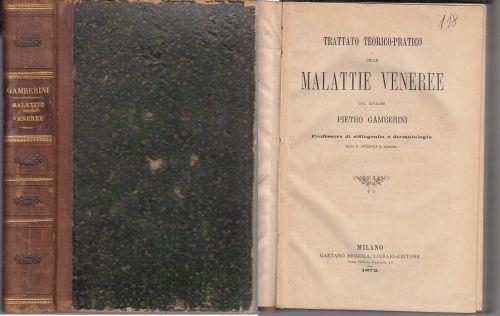 GAMBERINI
MALATTIE
VENEREE
118
TRATTATO TEORICO-PRATICO
DELLE
MALATTIE VENEREE
DEL CAVALIER
PIETRO GAMBERINI
Professore di sifilografia e dermatologia
MILANO
GAETANO BRIGOLA, LIBRAIO-EDITORE
1872